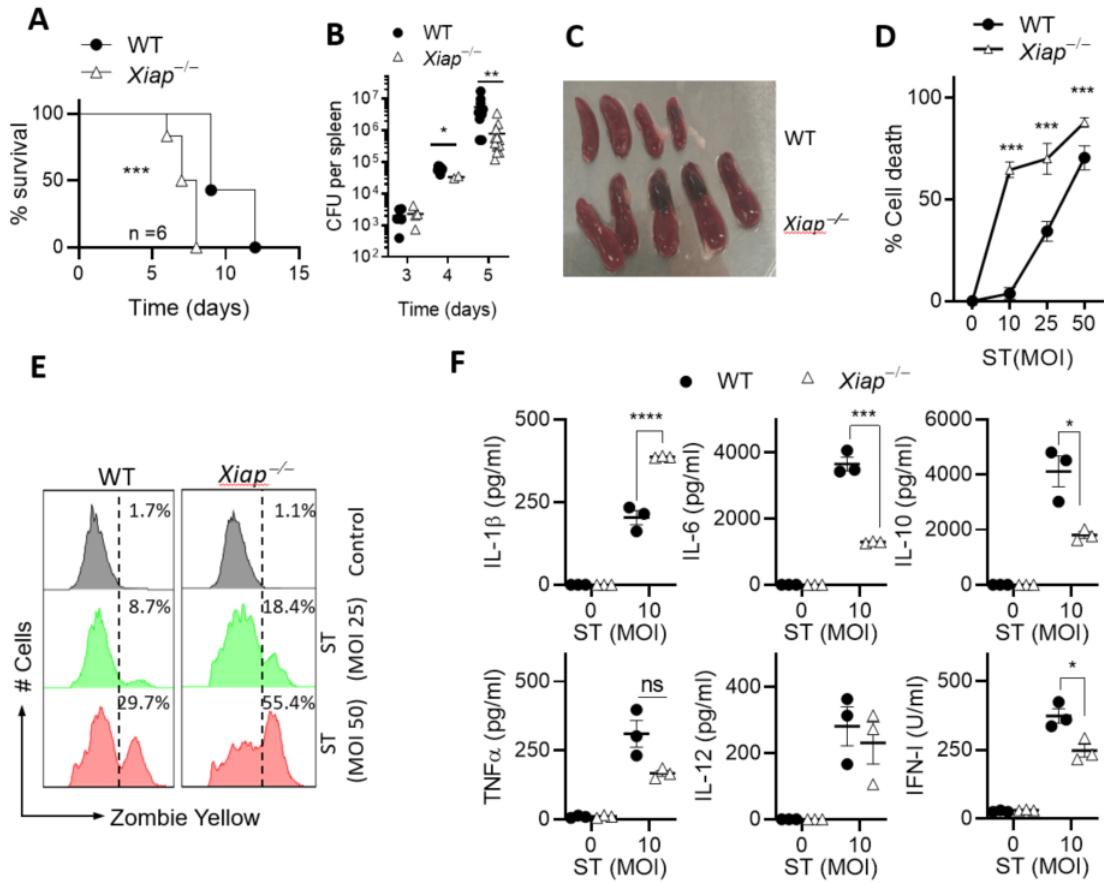 A
WT
Xiap−/−
% survival
100
50
0
***
n =6
0 5 10 15
Time (days)
B
WT
Xiap−/−
CFU per spleen
10⁷
10⁶
10⁵
10⁴
10³
10²
*
**
3 4 5
Time (days)
C
WT
Xiap−/−
D
WT
Xiap−/−
% Cell death
100
50
0
***
***
***
0 10 25 50
ST(MOI)
E
WT
Xiap−/−
1.7%
1.1%
Control
8.7%
18.4%
ST
(MOI 25)
29.7%
55.4%
ST
(MOI 50)
# Cells
Zombie Yellow
F
WT
Xiap−/−
IL-1β (pg/ml)
500
250
0
****
0 10
ST (MOI)
IL-6 (pg/ml)
4000
2000
0
***
0 10
ST (MOI)
IL-10 (pg/ml)
6000
4000
2000
0
*
0 10
ST (MOI)
TNFα (pg/ml)
500
250
0
ns
0 10
ST (MOI)
IL-12 (pg/ml)
400
200
0
0 10
ST (MOI)
IFN-I (U/ml)
500
250
0
*
0 10
ST (MOI)